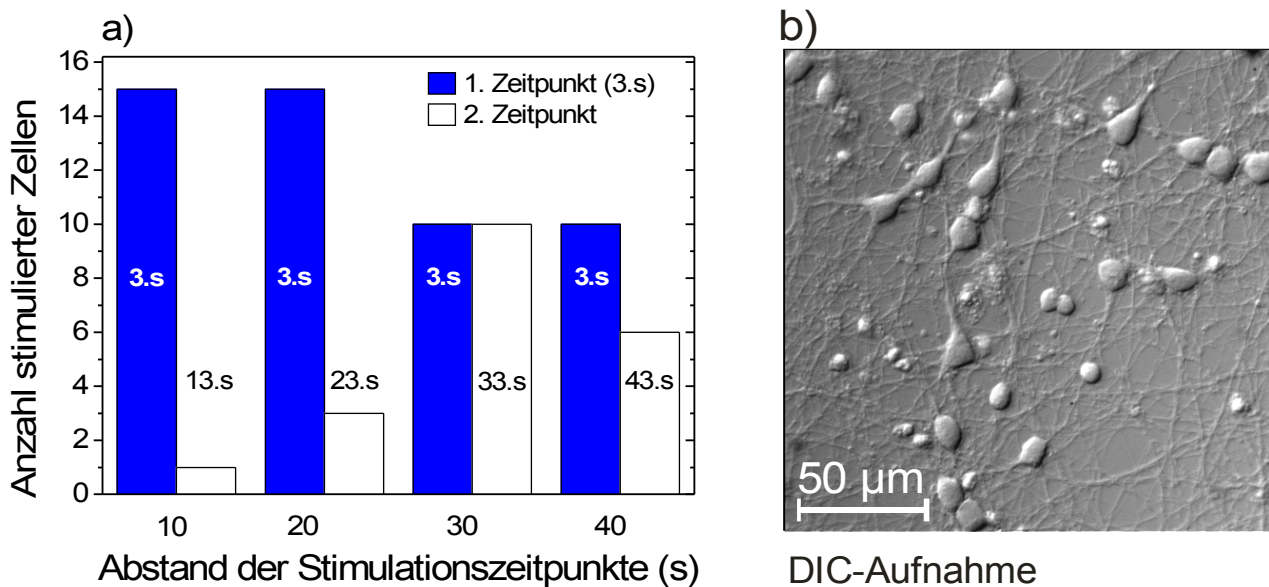 a)
Anzahl stimulierter Zellen
16
14
12
10
8
6
4
2
0
1. Zeitpunkt (3.s)
2. Zeitpunkt
3.s
13.s
3.s
23.s
3.s
33.s
3.s
43.s
10 20 30 40
Abstand der Stimulationszeitpunkte (s)
b)
50 µm
DIC-Aufnahme